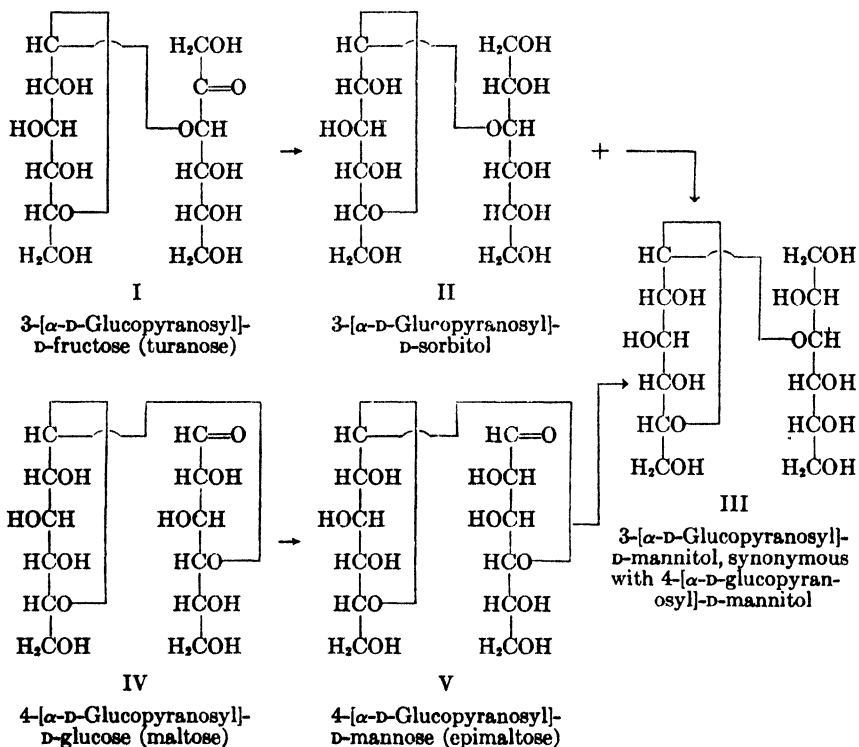 HC H₂COH
HCOH C=O
HOCH OCH
HCOH HCOH
HCO HCOH
H₂COH H₂COH
I
3-[α-D-Glucopyranosyl]-
D-fructose (turanose)
→
HC H₂COH
HCOH HCOH
HOCH OCH
HCOH HCOH
HCO HCOH
H₂COH H₂COH
II
3-[α-D-Glucopyranosyl]-
D-sorbitol
+
HC H₂COH
HCOH HOCH
HOCH OCH
HCOH HCOH
HCO HCOH
H₂COH H₂COH
III
3-[α-D-Glucopyranosyl]-
D-mannitol, synonymous
with 4-[α-D-glucopyran-
osyl]-D-mannitol
HC HC=O
HCOH HCOH
HOCH HOCH
HCOH HCO
HCO HCOH
H₂COH H₂COH
IV
4-[α-D-Glucopyranosyl]-
D-glucose (maltose)
→
HC HC=O
HCOH HOCH
HOCH HOCH
HCOH HCO
HCO HCOH
H₂COH H₂COH
V
4-[α-D-Glucopyranosyl]-
D-mannose (epimaltose)